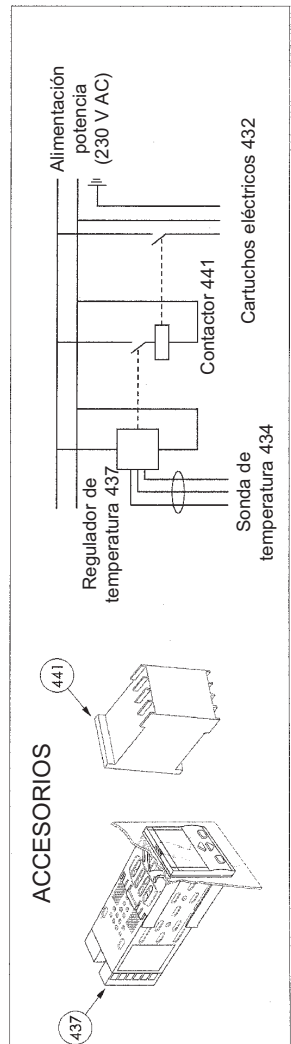 ACCESORIOS
437
441
Regulador de
temperatura 437
Sonda de
temperatura 434
Contactor 441
Cartuchos eléctricos 432
Alimentación
potencia
(230 V AC)